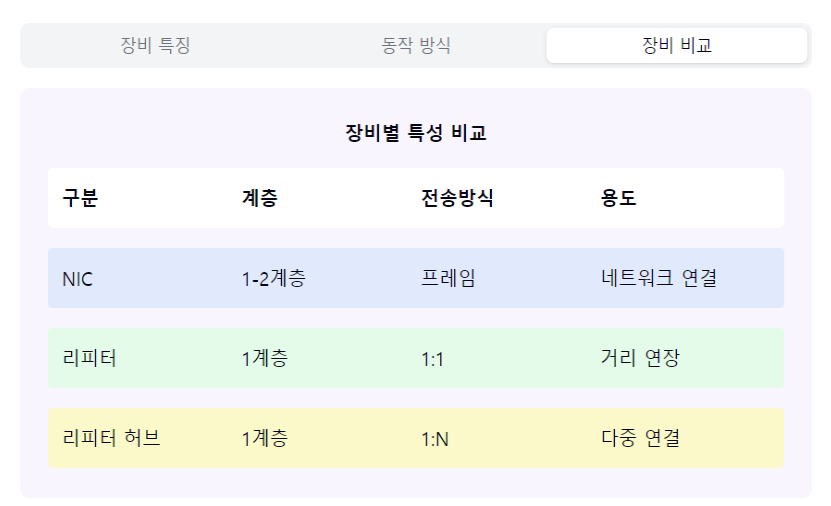 장비 특징 동작 방식 장비 비교
장비별 특성 비교
구분 계층 전송방식 용도
NIC 1-2계층 프레임 네트워크 연결
리피터 1계층 1:1 거리 연장
리피터 허브 1계층 1:N 다중 연결